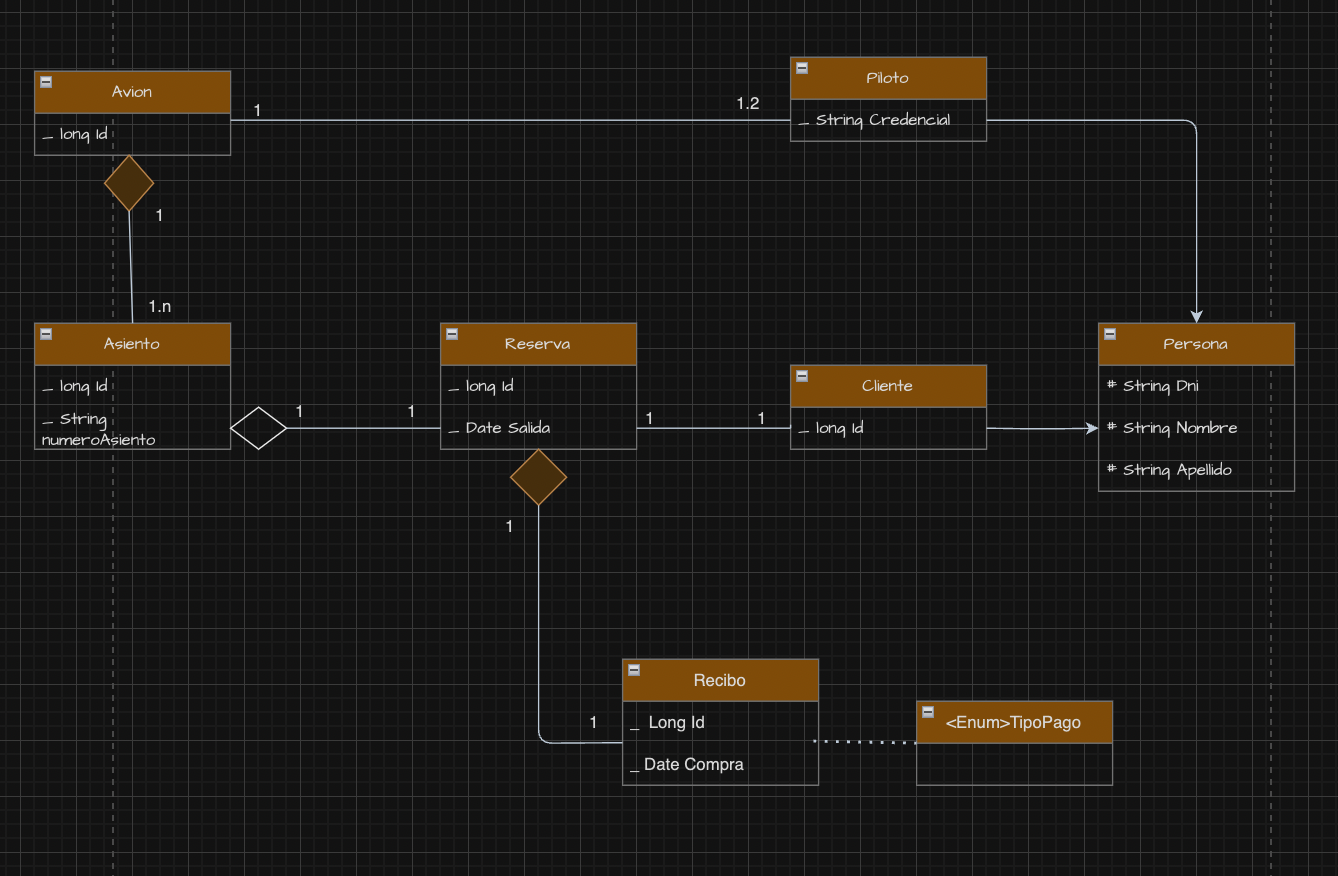 Avion
_ long Id
1
1.2
Piloto
_ String Credencial
1
1.n
Asiento
_ long Id
_ String
numeroAsiento
1
1
Reserva
_ long Id
_ Date Salida
1
1
Cliente
_ long Id
Persona
# String Dni
# String Nombre
# String Apellido
1
1
Recibo
_ Long Id
_ Date Compra
<Enum>TipoPago